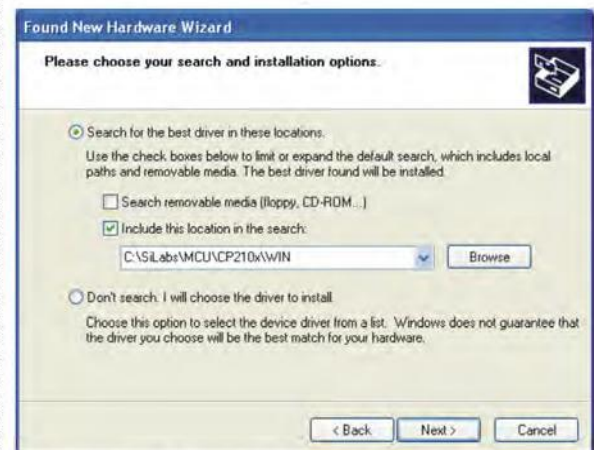 Found New Hardware Wizard
Please choose your search and installation options.
Search for the best driver in these locations.
Use the check boxes below to limit or expand the default search, which includes local
paths and removable media. The best driver found will be installed.
Search removable media (floppy, CD-ROM...)
Include this location in the search:
C:\SiLabs\MCU\CP210x\WIN
Browse
Don't search. I will choose the driver to install.
Choose this option to select the device driver from a list. Windows does not guarantee that
the driver you choose will be the best match for your hardware.
< Back Next > Cancel